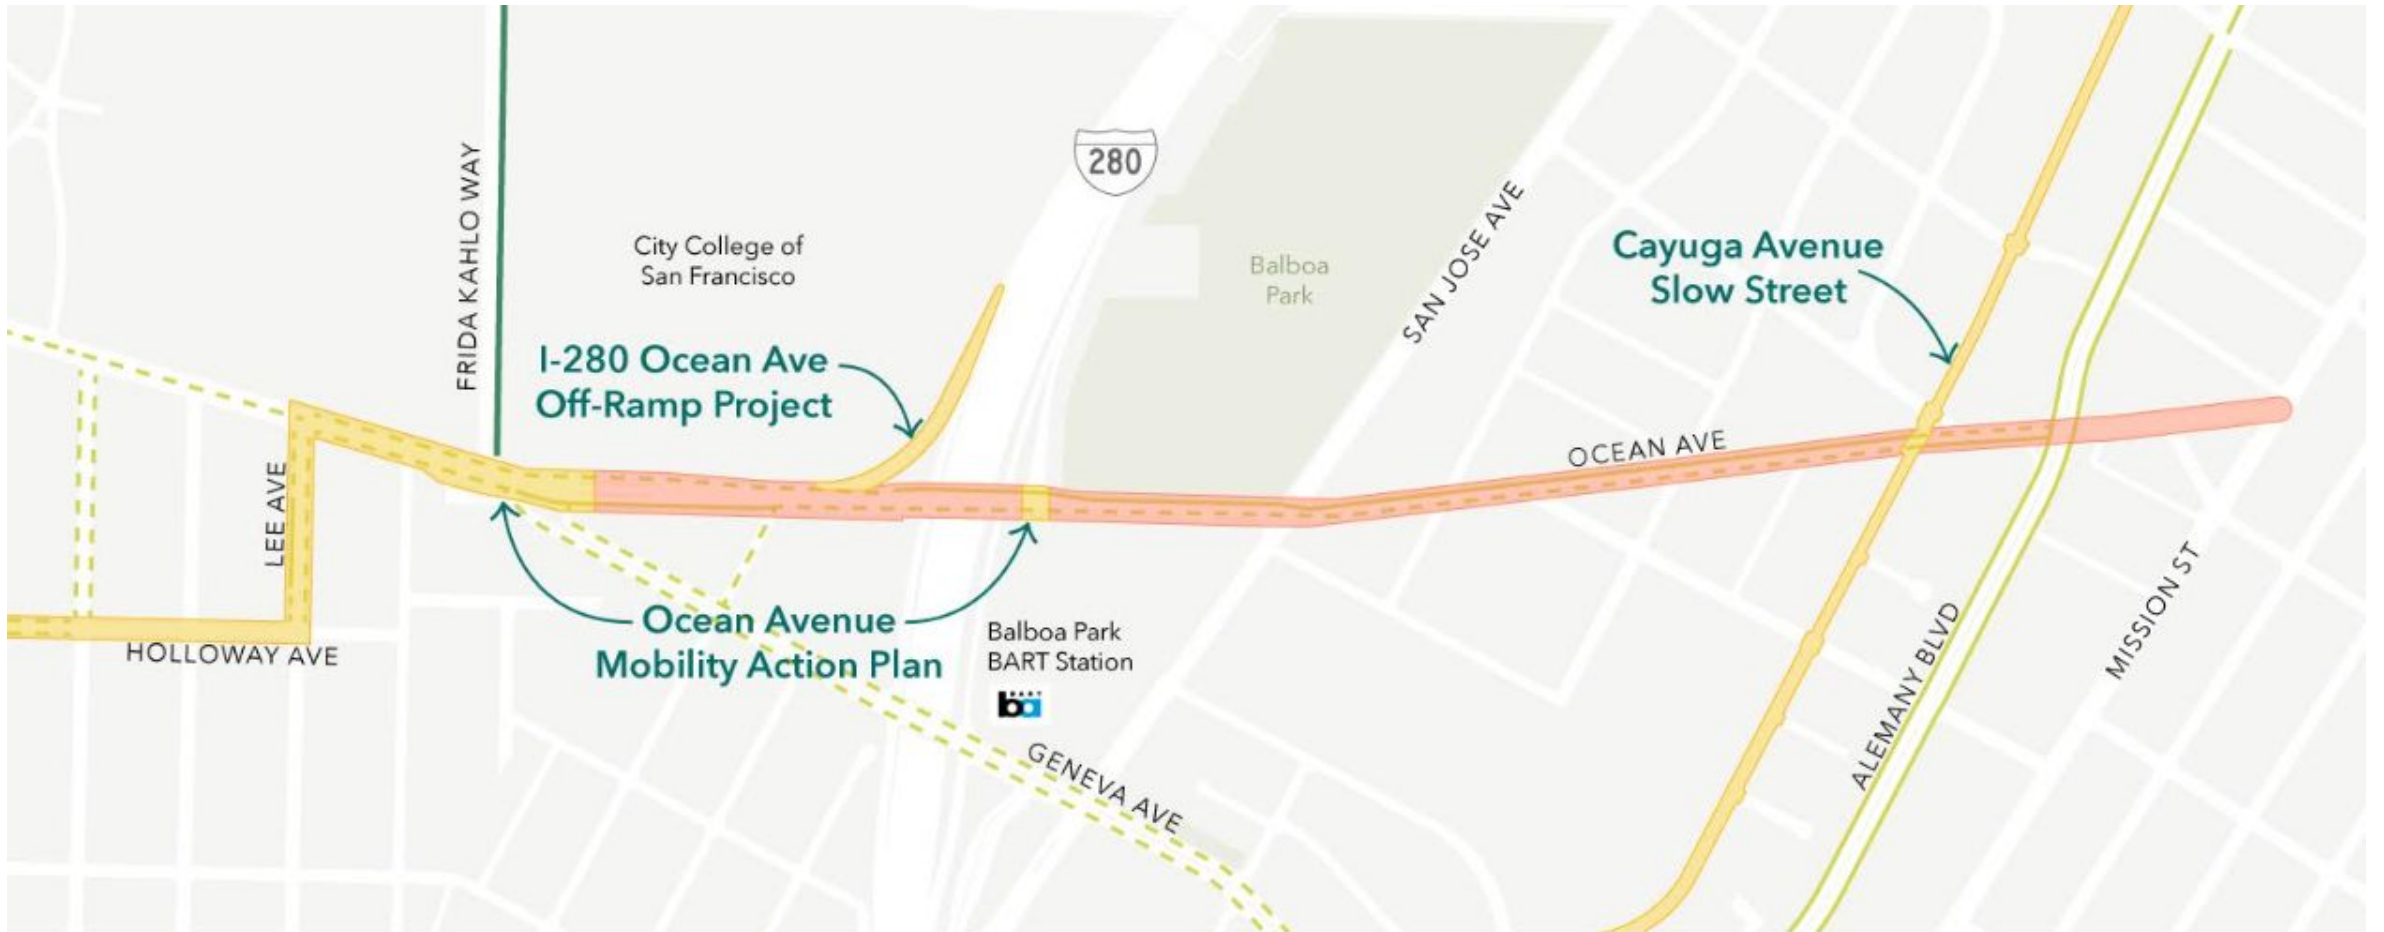 FRIDA KAHLO WAY
City College of
San Francisco
280
Balboa
Park
SAN JOSE AVE
Cayuga Avenue
Slow Street
I-280 Ocean Ave
Off-Ramp Project
OCEAN AVE
LEE AVE
HOLLOWAY AVE
Ocean Avenue
Mobility Action Plan
Balboa Park
BART Station
BART
ba
GENEVA AVE
ALEMANY BLVD
MISSION ST